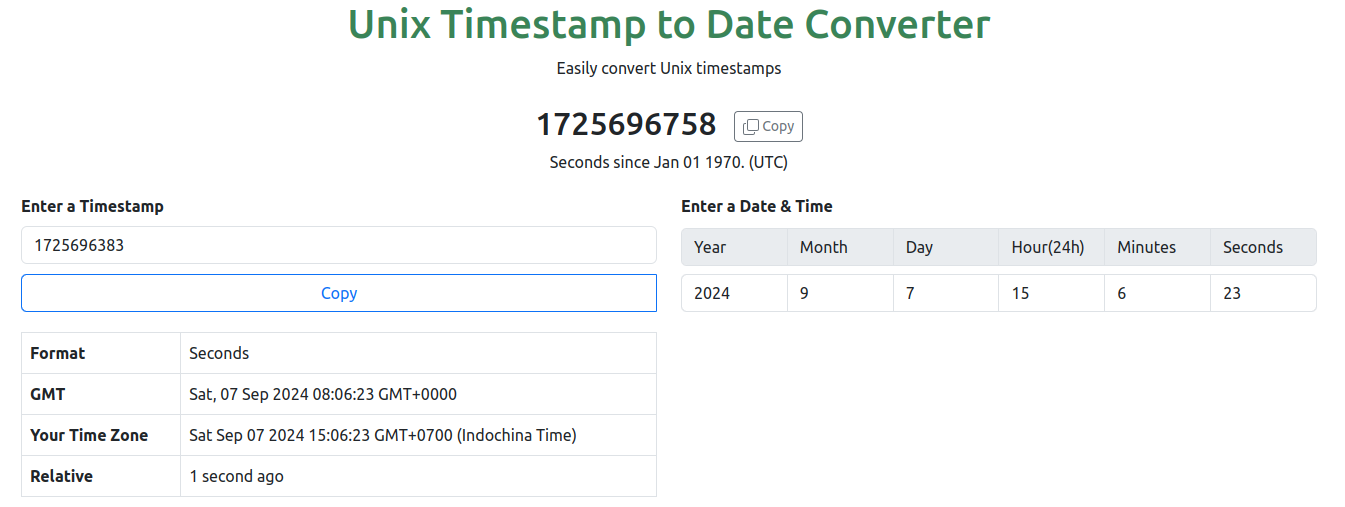 Unix Timestamp to Date Converter
Easily convert Unix timestamps
1725696758 Copy
Seconds since Jan 01 1970. (UTC)
Enter a Timestamp
1725696383
Copy
Format Seconds
GMT Sat, 07 Sep 2024 08:06:23 GMT+0000
Your Time Zone Sat Sep 07 2024 15:06:23 GMT+0700 (Indochina Time)
Relative 1 second ago
Enter a Date & Time
Year Month Day Hour(24h) Minutes Seconds
2024 9 7 15 6 23